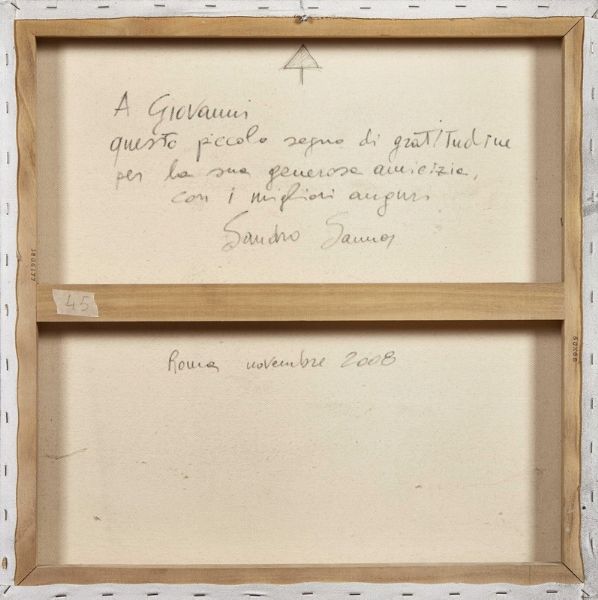 A Giovanni
questo piccolo segno di gratitudine
per la sua generosa amicizia,
con i migliori auguri
Sandro Sanna
45
Roma novembre 2008